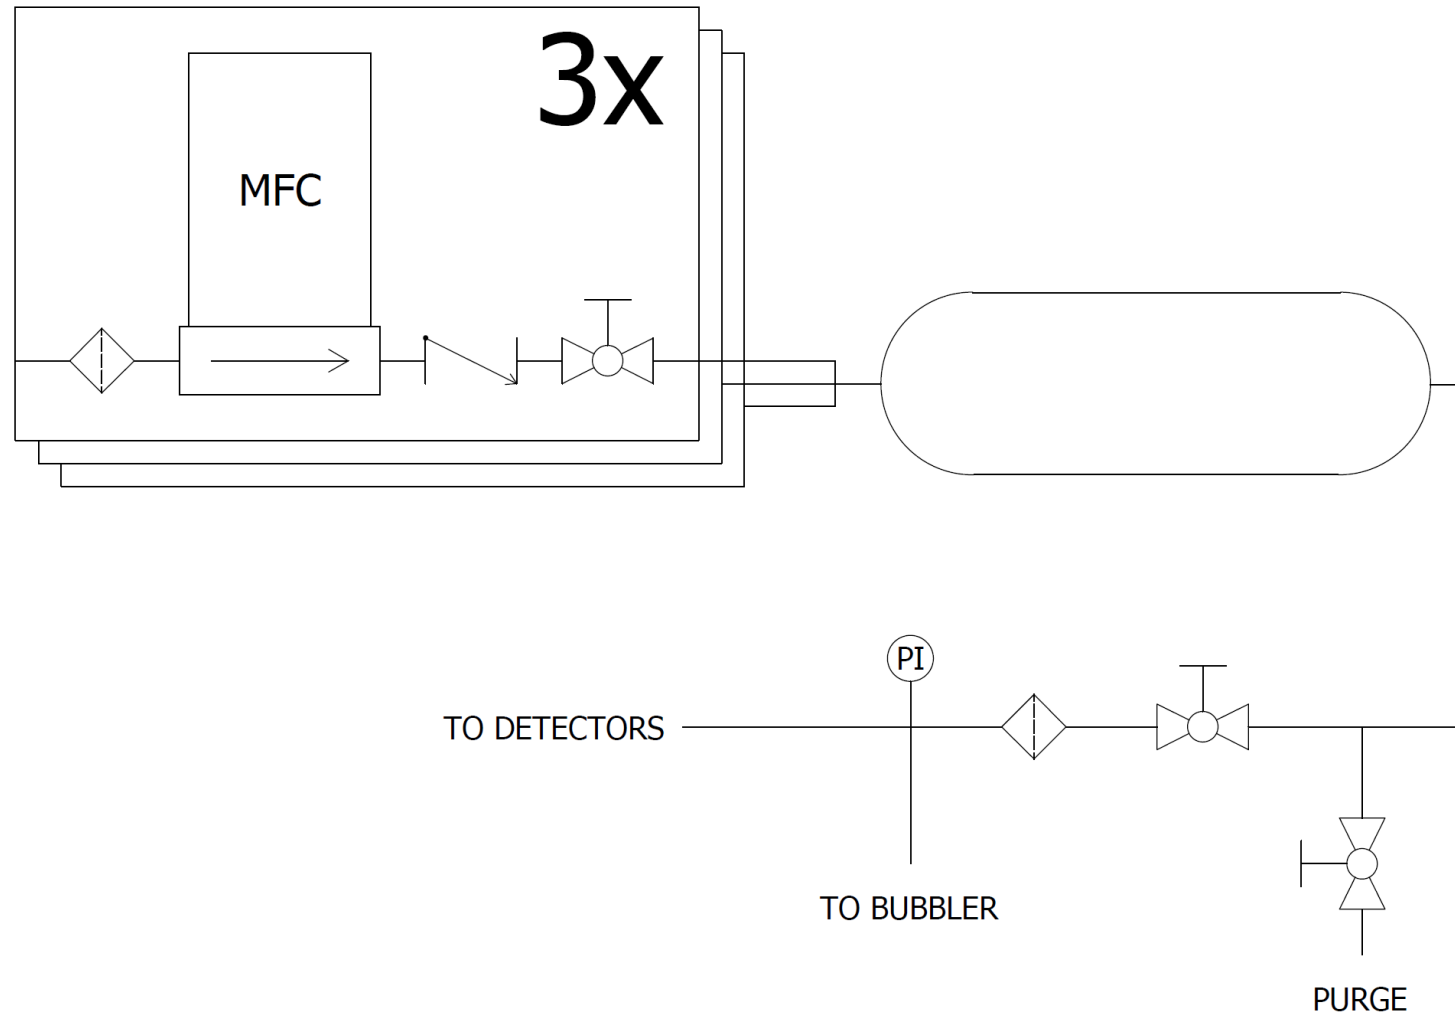 3x
MFC
PI
TO DETECTORS
TO BUBBLER
PURGE